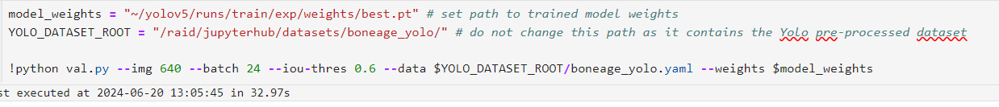 model_weights = "~/yolov5/runs/train/exp/weights/best.pt" # set path to trained model weights
YOLO_DATASET_ROOT = "/raid/jupyterhub/datasets/boneage_yolo/" # do not change this path as it contains the Yolo pre-processed dataset
!python val.py --img 640 --batch 24 --iou-thres 0.6 --data $YOLO_DATASET_ROOT/boneage_yolo.yaml --weights $model_weights
st executed at 2024-06-20 13:05:45 in 32.97s